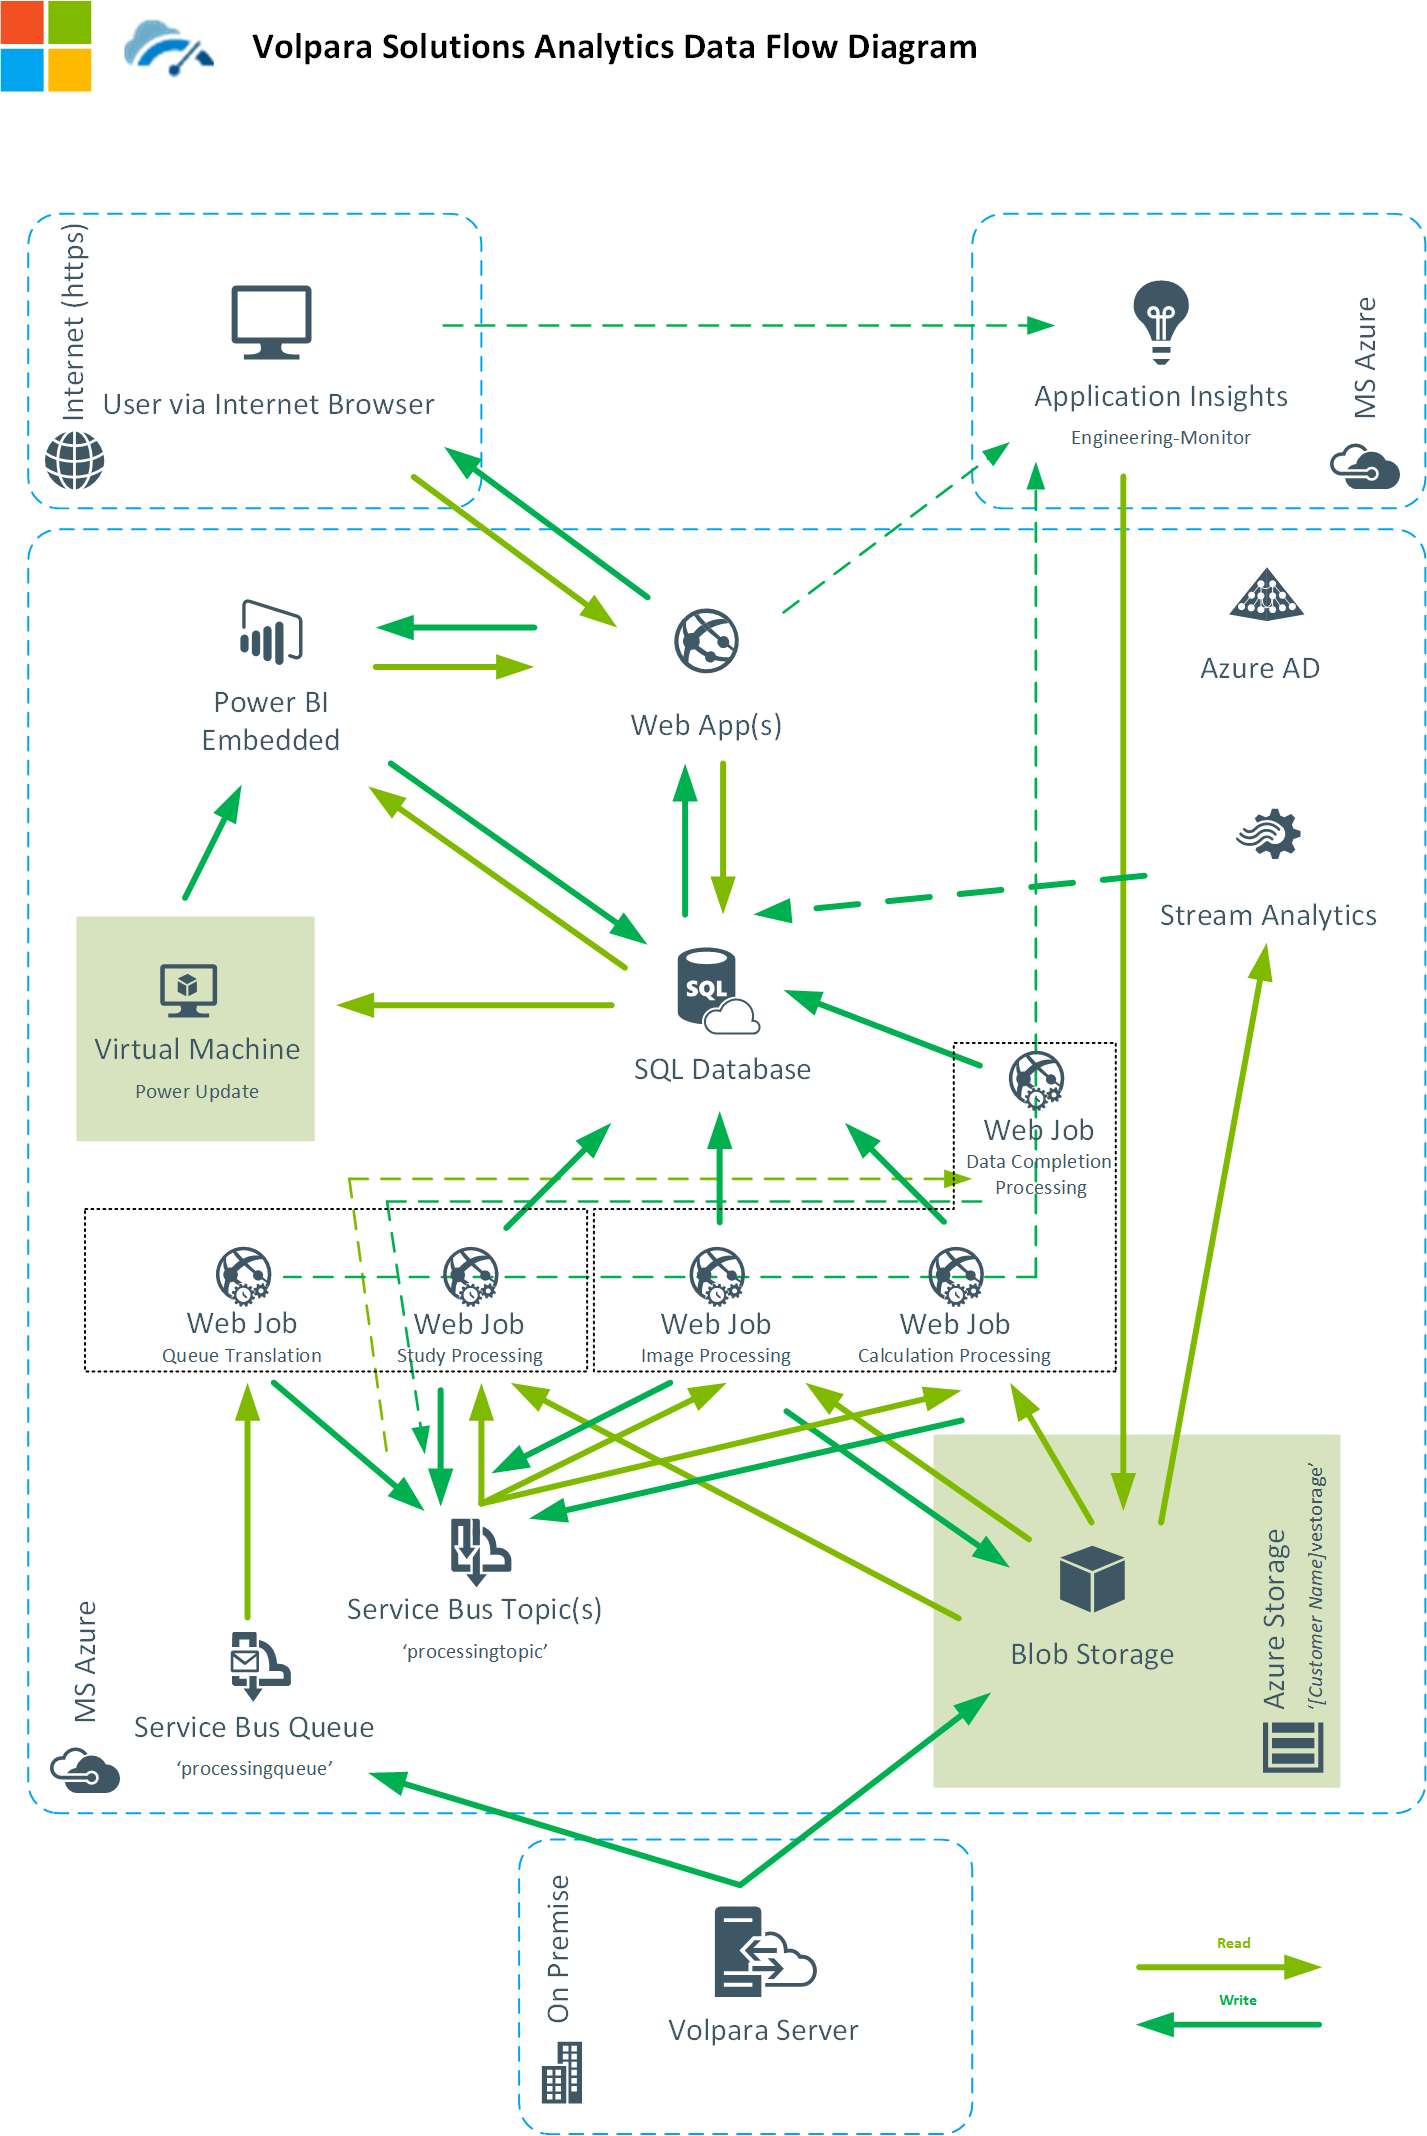 Volpara Solutions Analytics Data Flow Diagram
Internet (https)
User via Internet Browser
Application Insights
Engineering-Monitor
MS Azure
Power BI
Embedded
Web App(s)
Azure AD
Stream Analytics
Virtual Machine
Power Update
SQL
SQL Database
Web Job
Data Completion
Processing
Web Job
Queue Translation
Web Job
Study Processing
Web Job
Image Processing
Web Job
Calculation Processing
Service Bus Topic(s)
‘processingtopic’
MS Azure
Service Bus Queue
‘processingqueue’
Blob Storage
Azure Storage
‘[Customer Name]vestorage’
On Premise
Volpara Server
Read
Write